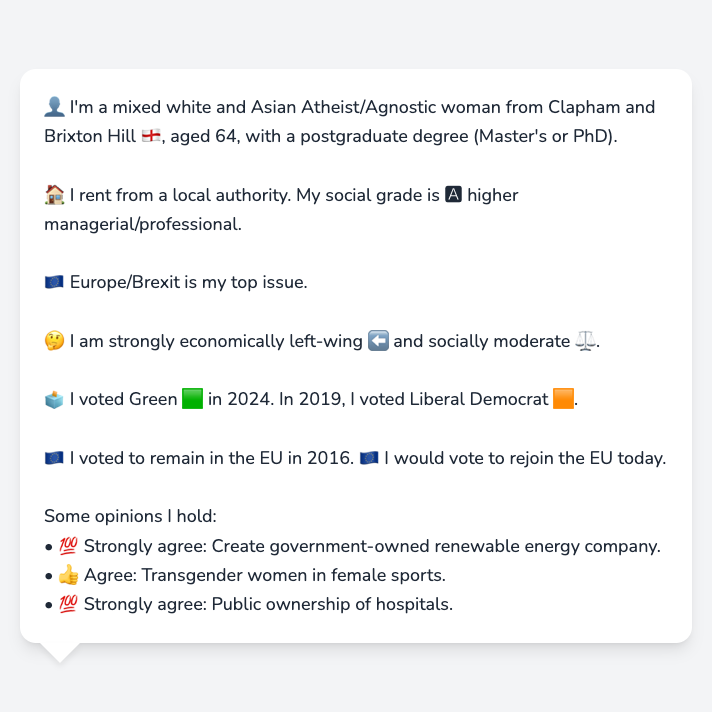 👤 I'm a mixed white and Asian Atheist/Agnostic woman from Clapham and
Brixton Hill 🏴󠁧󠁢󠁥󠁮󠁧󠁿, aged 64, with a postgraduate degree (Master's or PhD).
🏠 I rent from a local authority. My social grade is 🅰 higher
managerial/professional.
🇪🇺 Europe/Brexit is my top issue.
🤔 I am strongly economically left-wing ⬅️ and socially moderate ⚖️.
🗳️ I voted Green 🟩 in 2024. In 2019, I voted Liberal Democrat 🟧.
🇪🇺 I voted to remain in the EU in 2016. 🇪🇺 I would vote to rejoin the EU today.
Some opinions I hold:
• 💯 Strongly agree: Create government-owned renewable energy company.
• 👍 Agree: Transgender women in female sports.
• 💯 Strongly agree: Public ownership of hospitals.